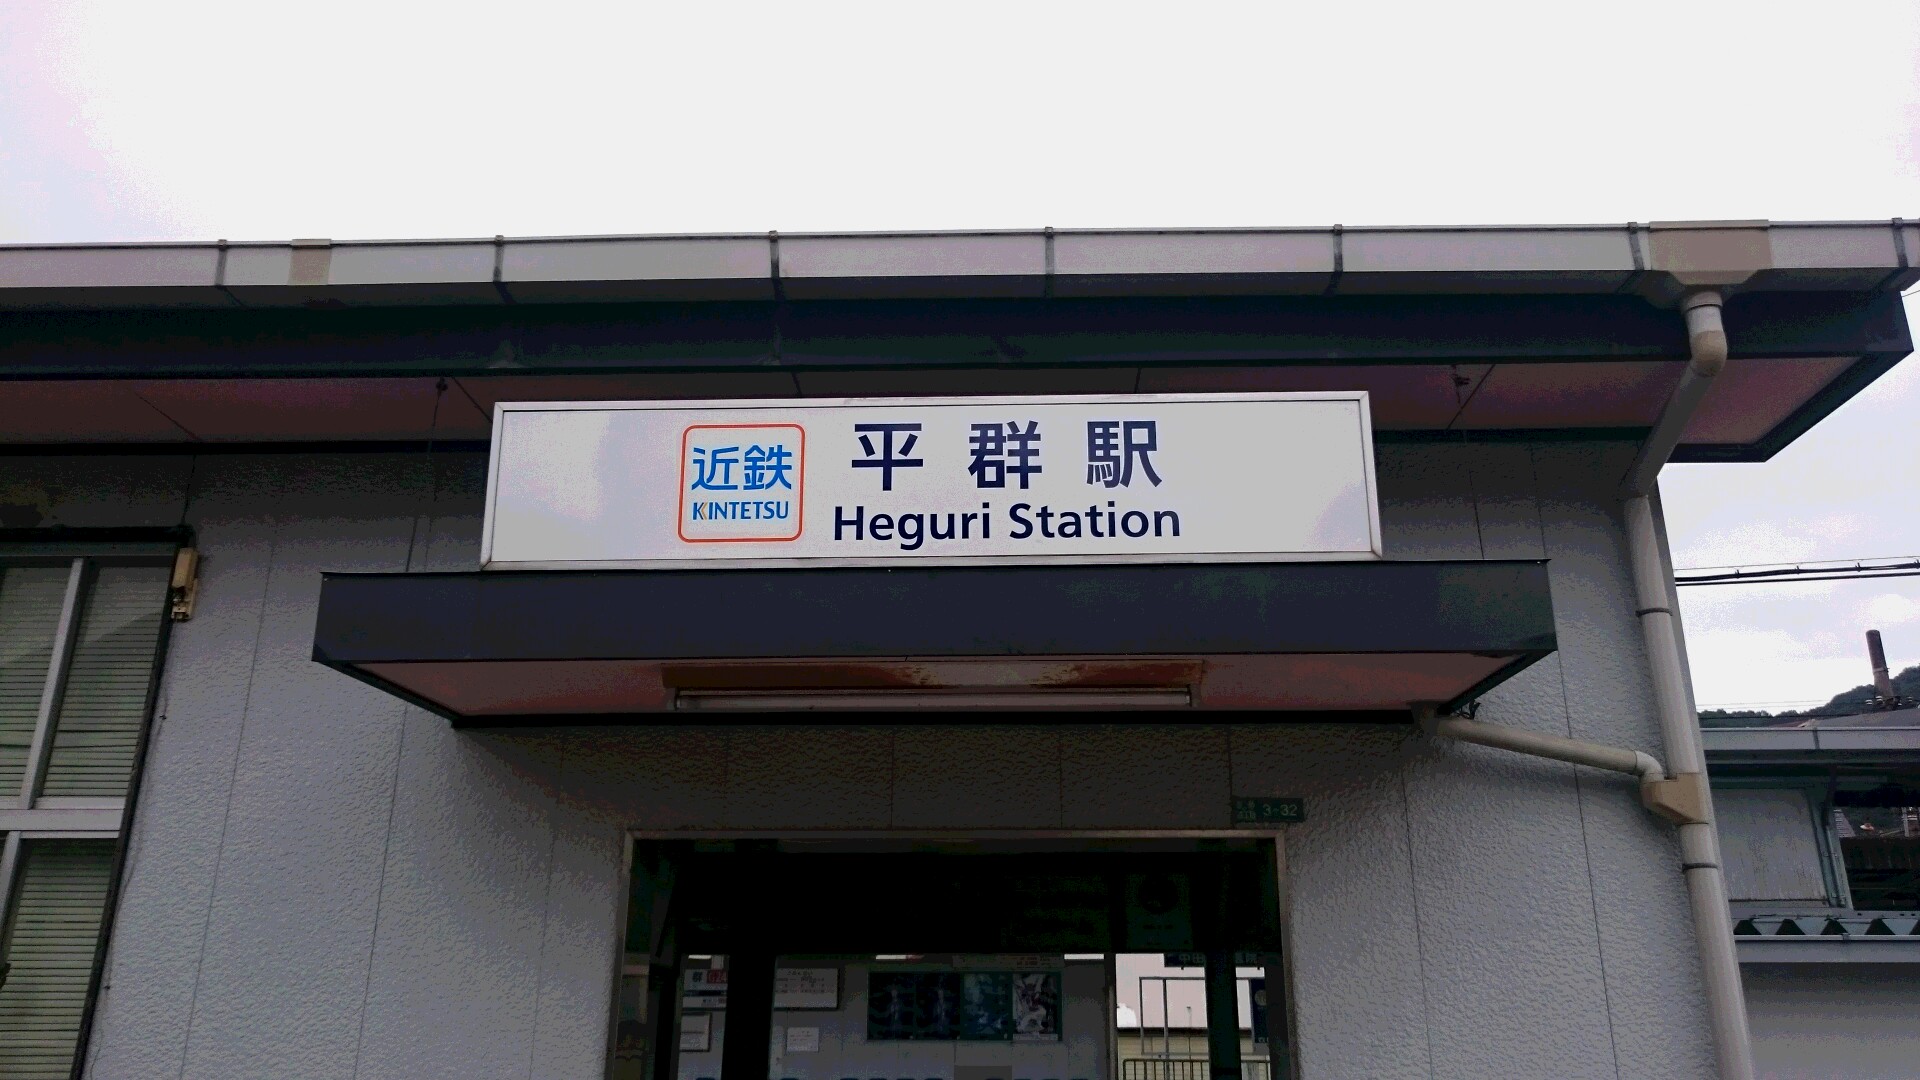 近鉄
KINTETSU
平群駅
Heguri Station
3-32